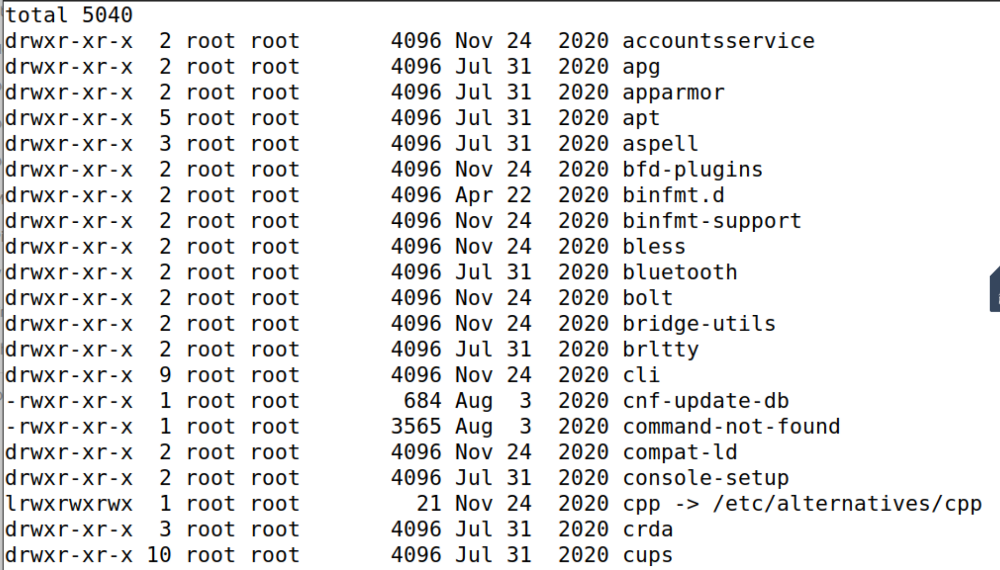 total 5040
drwxr-xr-x  2 root root       4096 Nov 24  2020 accountsservice
drwxr-xr-x  2 root root       4096 Jul 31  2020 apg
drwxr-xr-x  2 root root       4096 Jul 31  2020 apparmor
drwxr-xr-x  5 root root       4096 Jul 31  2020 apt
drwxr-xr-x  3 root root       4096 Jul 31  2020 aspell
drwxr-xr-x  2 root root       4096 Nov 24  2020 bfd-plugins
drwxr-xr-x  2 root root       4096 Apr 22  2020 binfmt.d
drwxr-xr-x  2 root root       4096 Nov 24  2020 binfmt-support
drwxr-xr-x  2 root root       4096 Nov 24  2020 bless
drwxr-xr-x  2 root root       4096 Jul 31  2020 bluetooth
drwxr-xr-x  2 root root       4096 Nov 24  2020 bolt
drwxr-xr-x  2 root root       4096 Nov 24  2020 bridge-utils
drwxr-xr-x  2 root root       4096 Jul 31  2020 brltty
drwxr-xr-x  9 root root       4096 Nov 24  2020 cli
-rwxr-xr-x  1 root root        684 Aug  3  2020 cnf-update-db
-rwxr-xr-x  1 root root       3565 Aug  3  2020 command-not-found
drwxr-xr-x  2 root root       4096 Nov 24  2020 compat-ld
drwxr-xr-x  2 root root       4096 Jul 31  2020 console-setup
lrwxrwxrwx  1 root root         21 Nov 24  2020 cpp -> /etc/alternatives/cpp
drwxr-xr-x  3 root root       4096 Jul 31  2020 crda
drwxr-xr-x 10 root root       4096 Jul 31  2020 cups